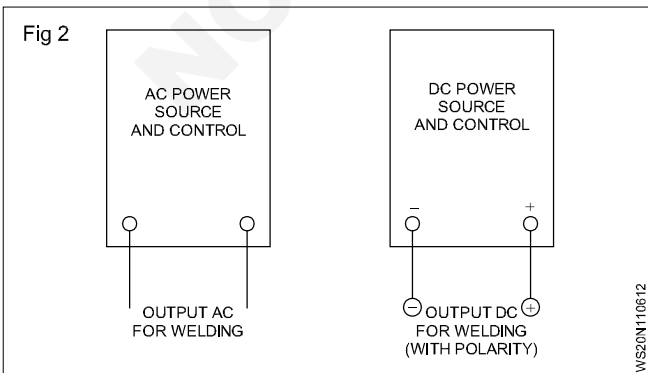 Fig 2
AC POWER
SOURCE
AND CONTROL
OUTPUT AC
FOR WELDING
DC POWER
SOURCE
AND CONTROL
− +
− OUTPUT DC +
FOR WELDING
(WITH POLARITY)
WS20N110612
NO